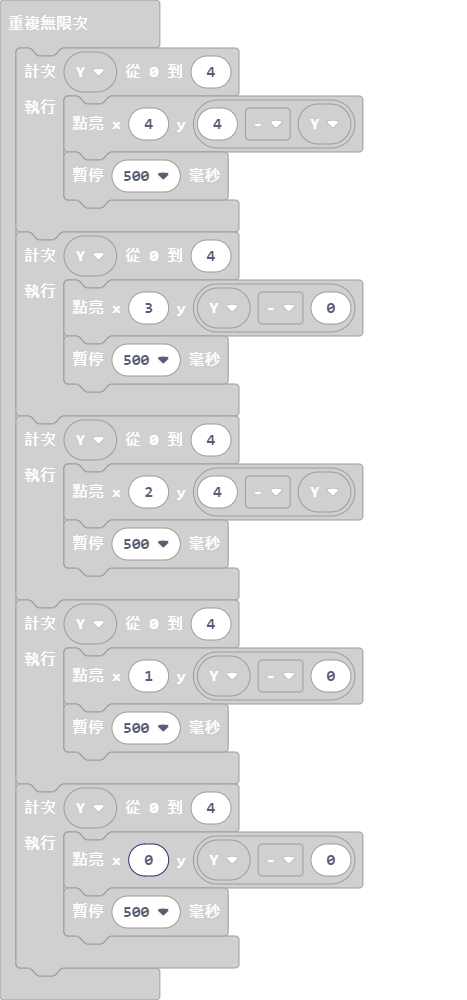 重複無限次
計次 Y 從 0 到 4
執行
點亮 x 4 y 4 - Y
暫停 500 毫秒
計次 Y 從 0 到 4
執行
點亮 x 3 y Y - 0
暫停 500 毫秒
計次 Y 從 0 到 4
執行
點亮 x 2 y 4 - Y
暫停 500 毫秒
計次 Y 從 0 到 4
執行
點亮 x 1 y Y - 0
暫停 500 毫秒
計次 Y 從 0 到 4
執行
點亮 x 0 y Y - 0
暫停 500 毫秒